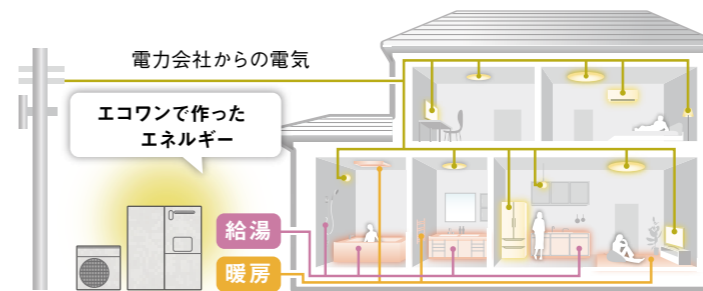 電力会社からの電気
エコワンで作った
エネルギー
給湯
暖房